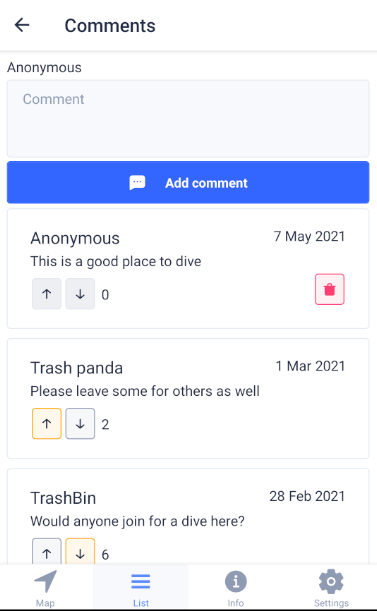 Comments
Anonymous
Comment
Add comment
Anonymous
7 May 2021
This is a good place to dive
0
Trash panda
1 Mar 2021
Please leave some for others as well
2
TrashBin
28 Feb 2021
Would anyone join for a dive here?
6
Map
List
Info
Settings